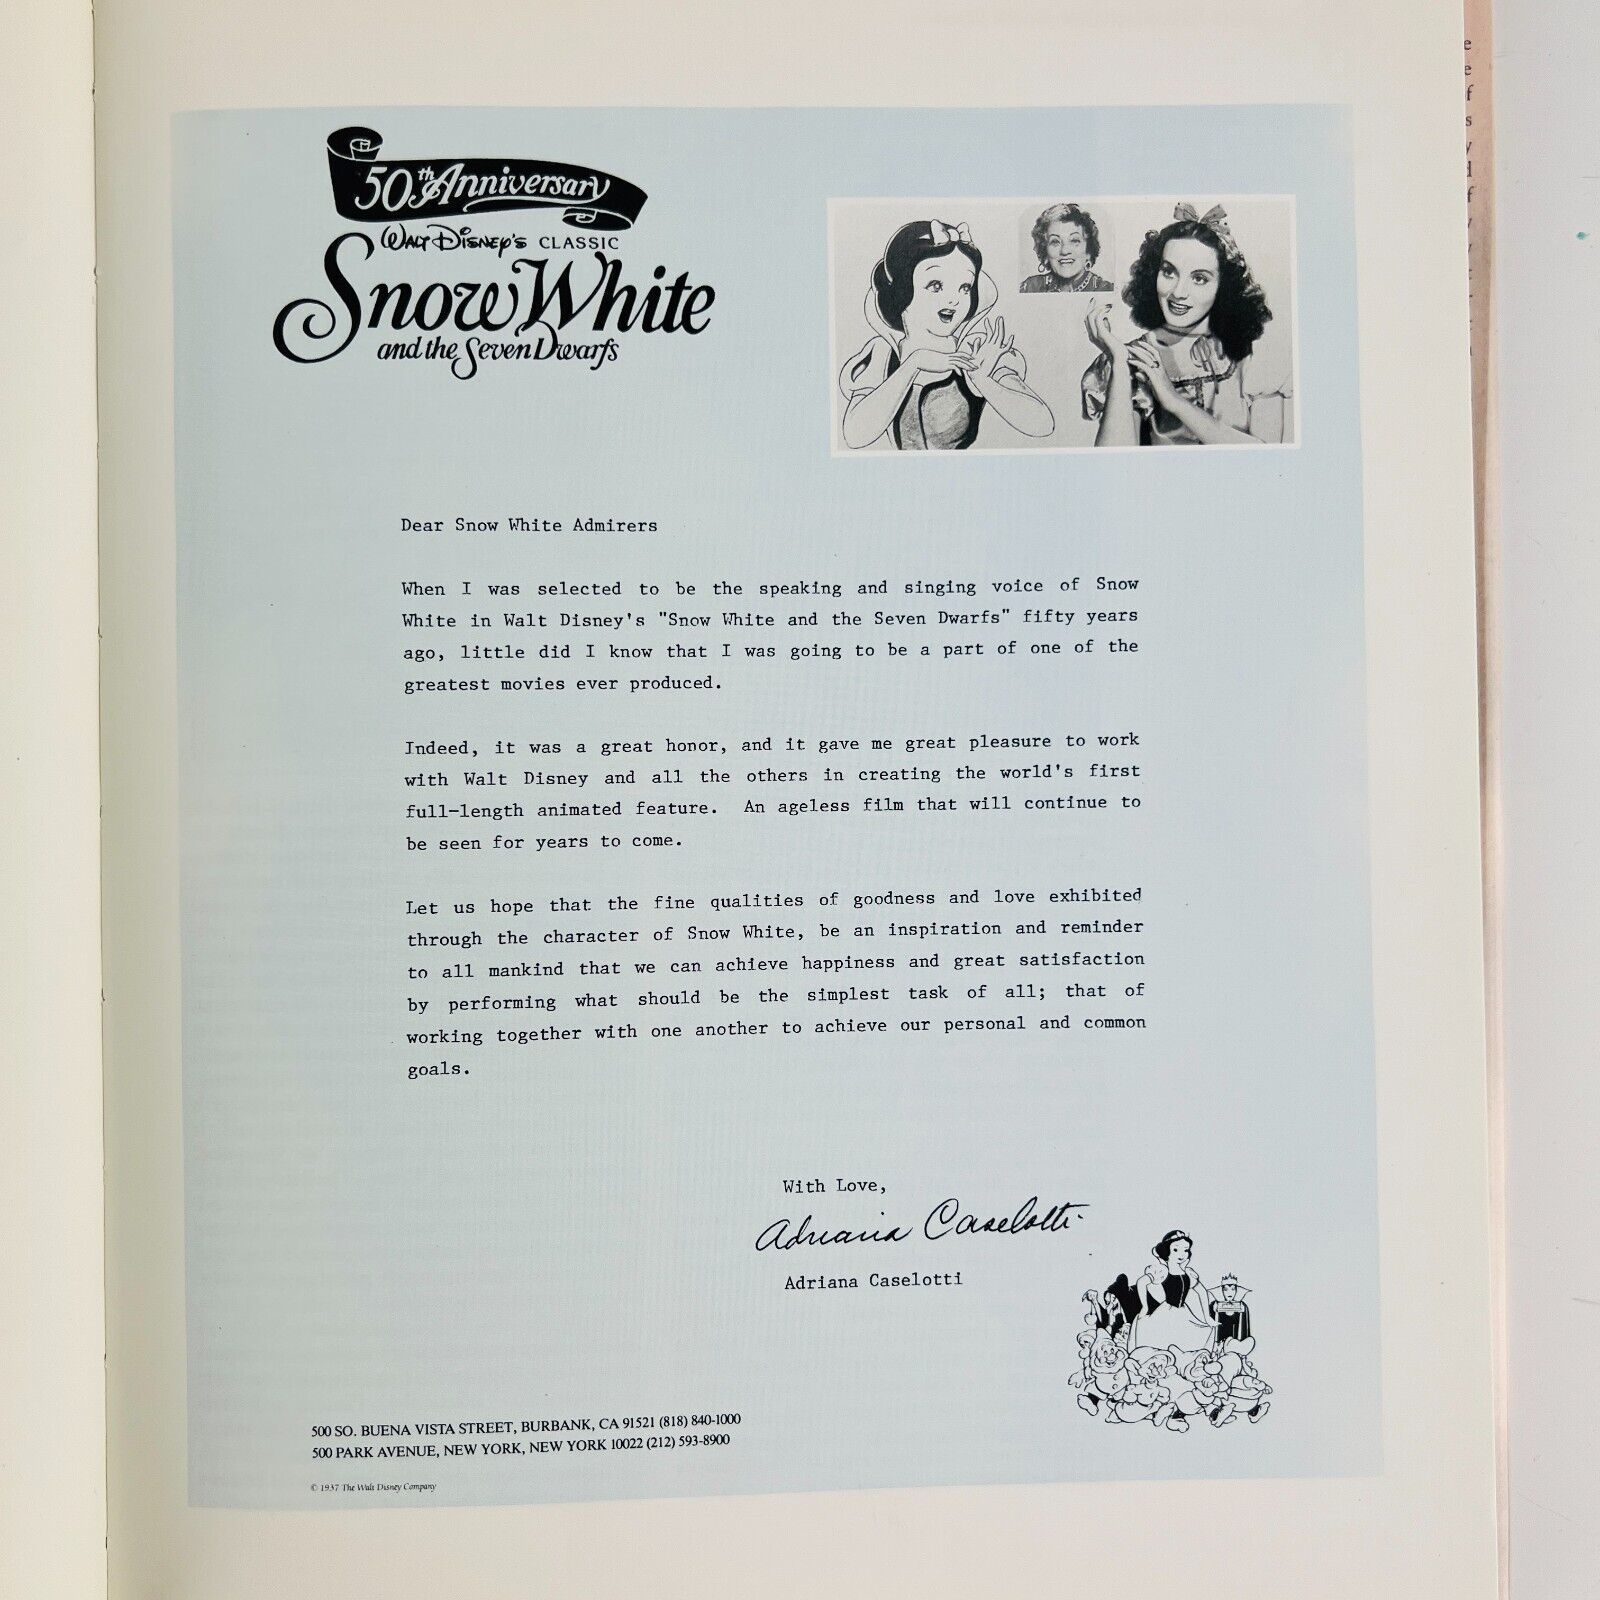 50th Anniversary
WALT DISNEY'S CLASSIC
Snow White
and the Seven Dwarfs
Dear Snow White Admirers
When I was selected to be the speaking and singing voice of Snow
White in Walt Disney's "Snow White and the Seven Dwarfs" fifty years
ago, little did I know that I was going to be a part of one of the
greatest movies ever produced.
Indeed, it was a great honor, and it gave me great pleasure to work
with Walt Disney and all the others in creating the world's first
full-length animated feature. An ageless film that will continue to
be seen for years to come.
Let us hope that the fine qualities of goodness and love exhibited
through the character of Snow White, be an inspiration and reminder
to all mankind that we can achieve happiness and great satisfaction
by performing what should be the simplest task of all; that of
working together with one another to achieve our personal and common
goals.
With Love,
Adriana Caselotti
Adriana Caselotti
500 SO. BUENA VISTA STREET, BURBANK, CA 91521 (818) 840-1000
500 PARK AVENUE, NEW YORK, NEW YORK 10022 (212) 593-8900
© 1937 The Walt Disney Company